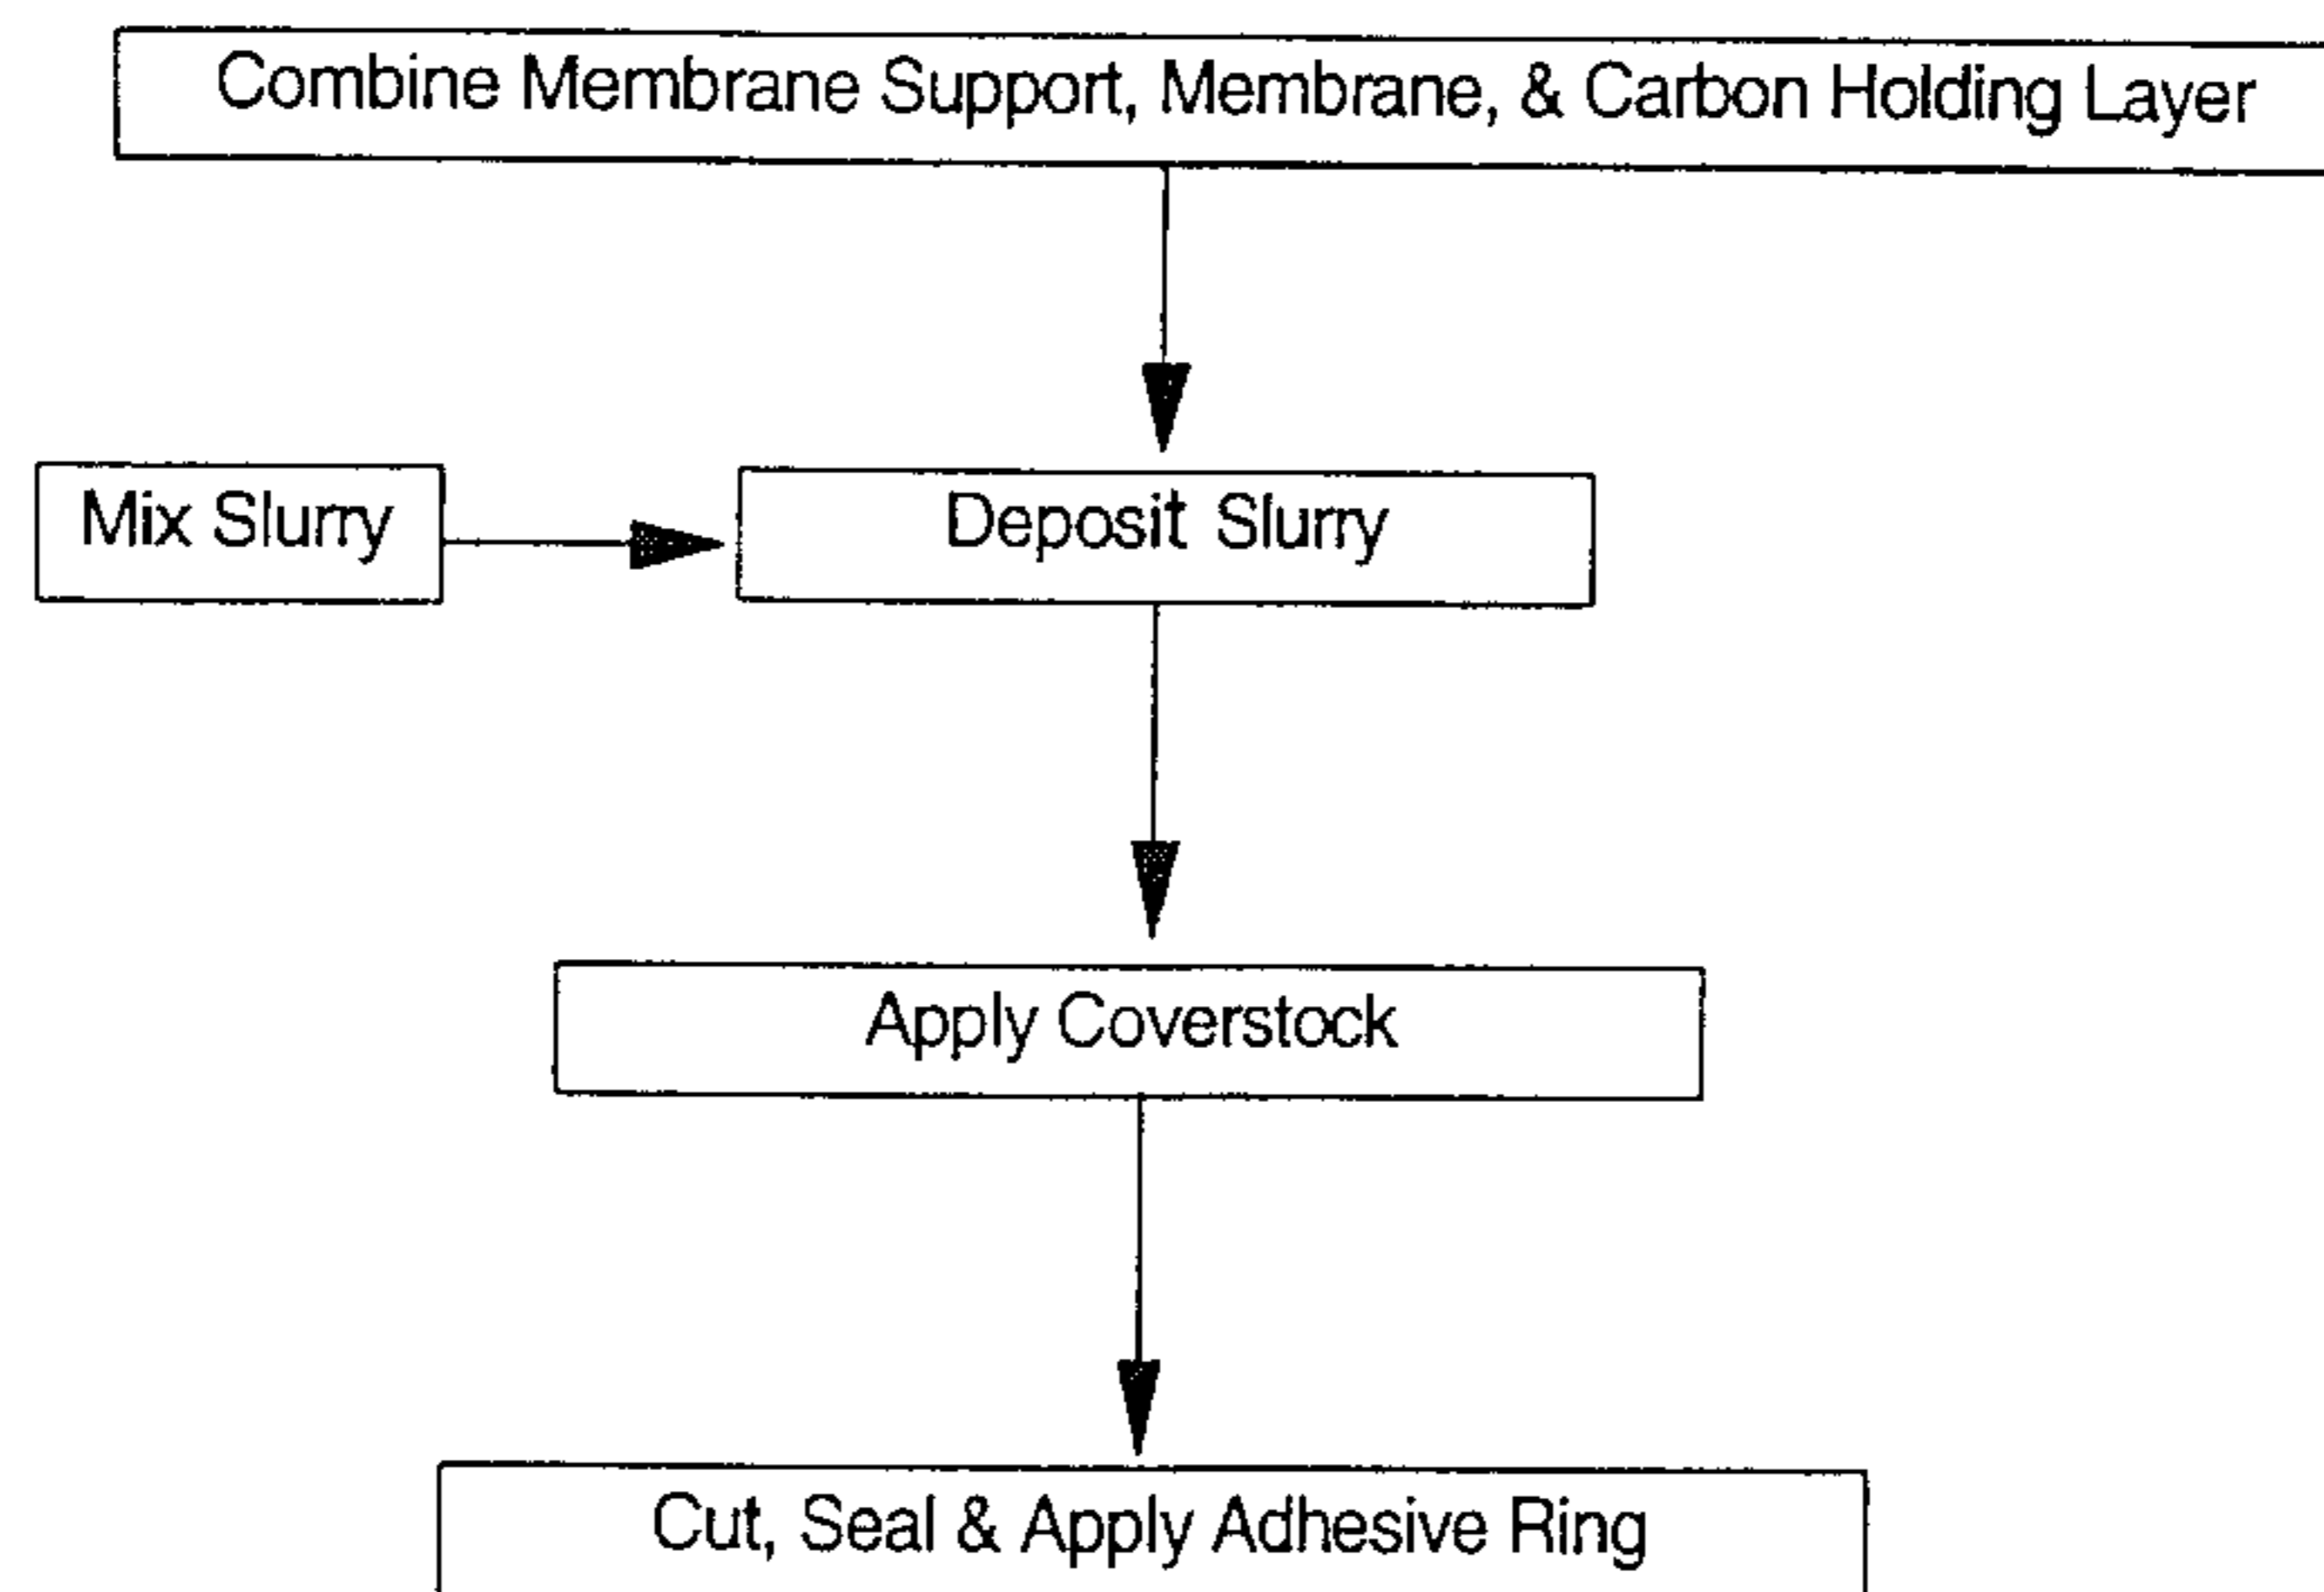 Combine Membrane Support, Membrane, & Carbon Holding Layer
Mix Slurry
Deposit Slurry
Apply Coverstock
Cut, Seal & Apply Adhesive Ring